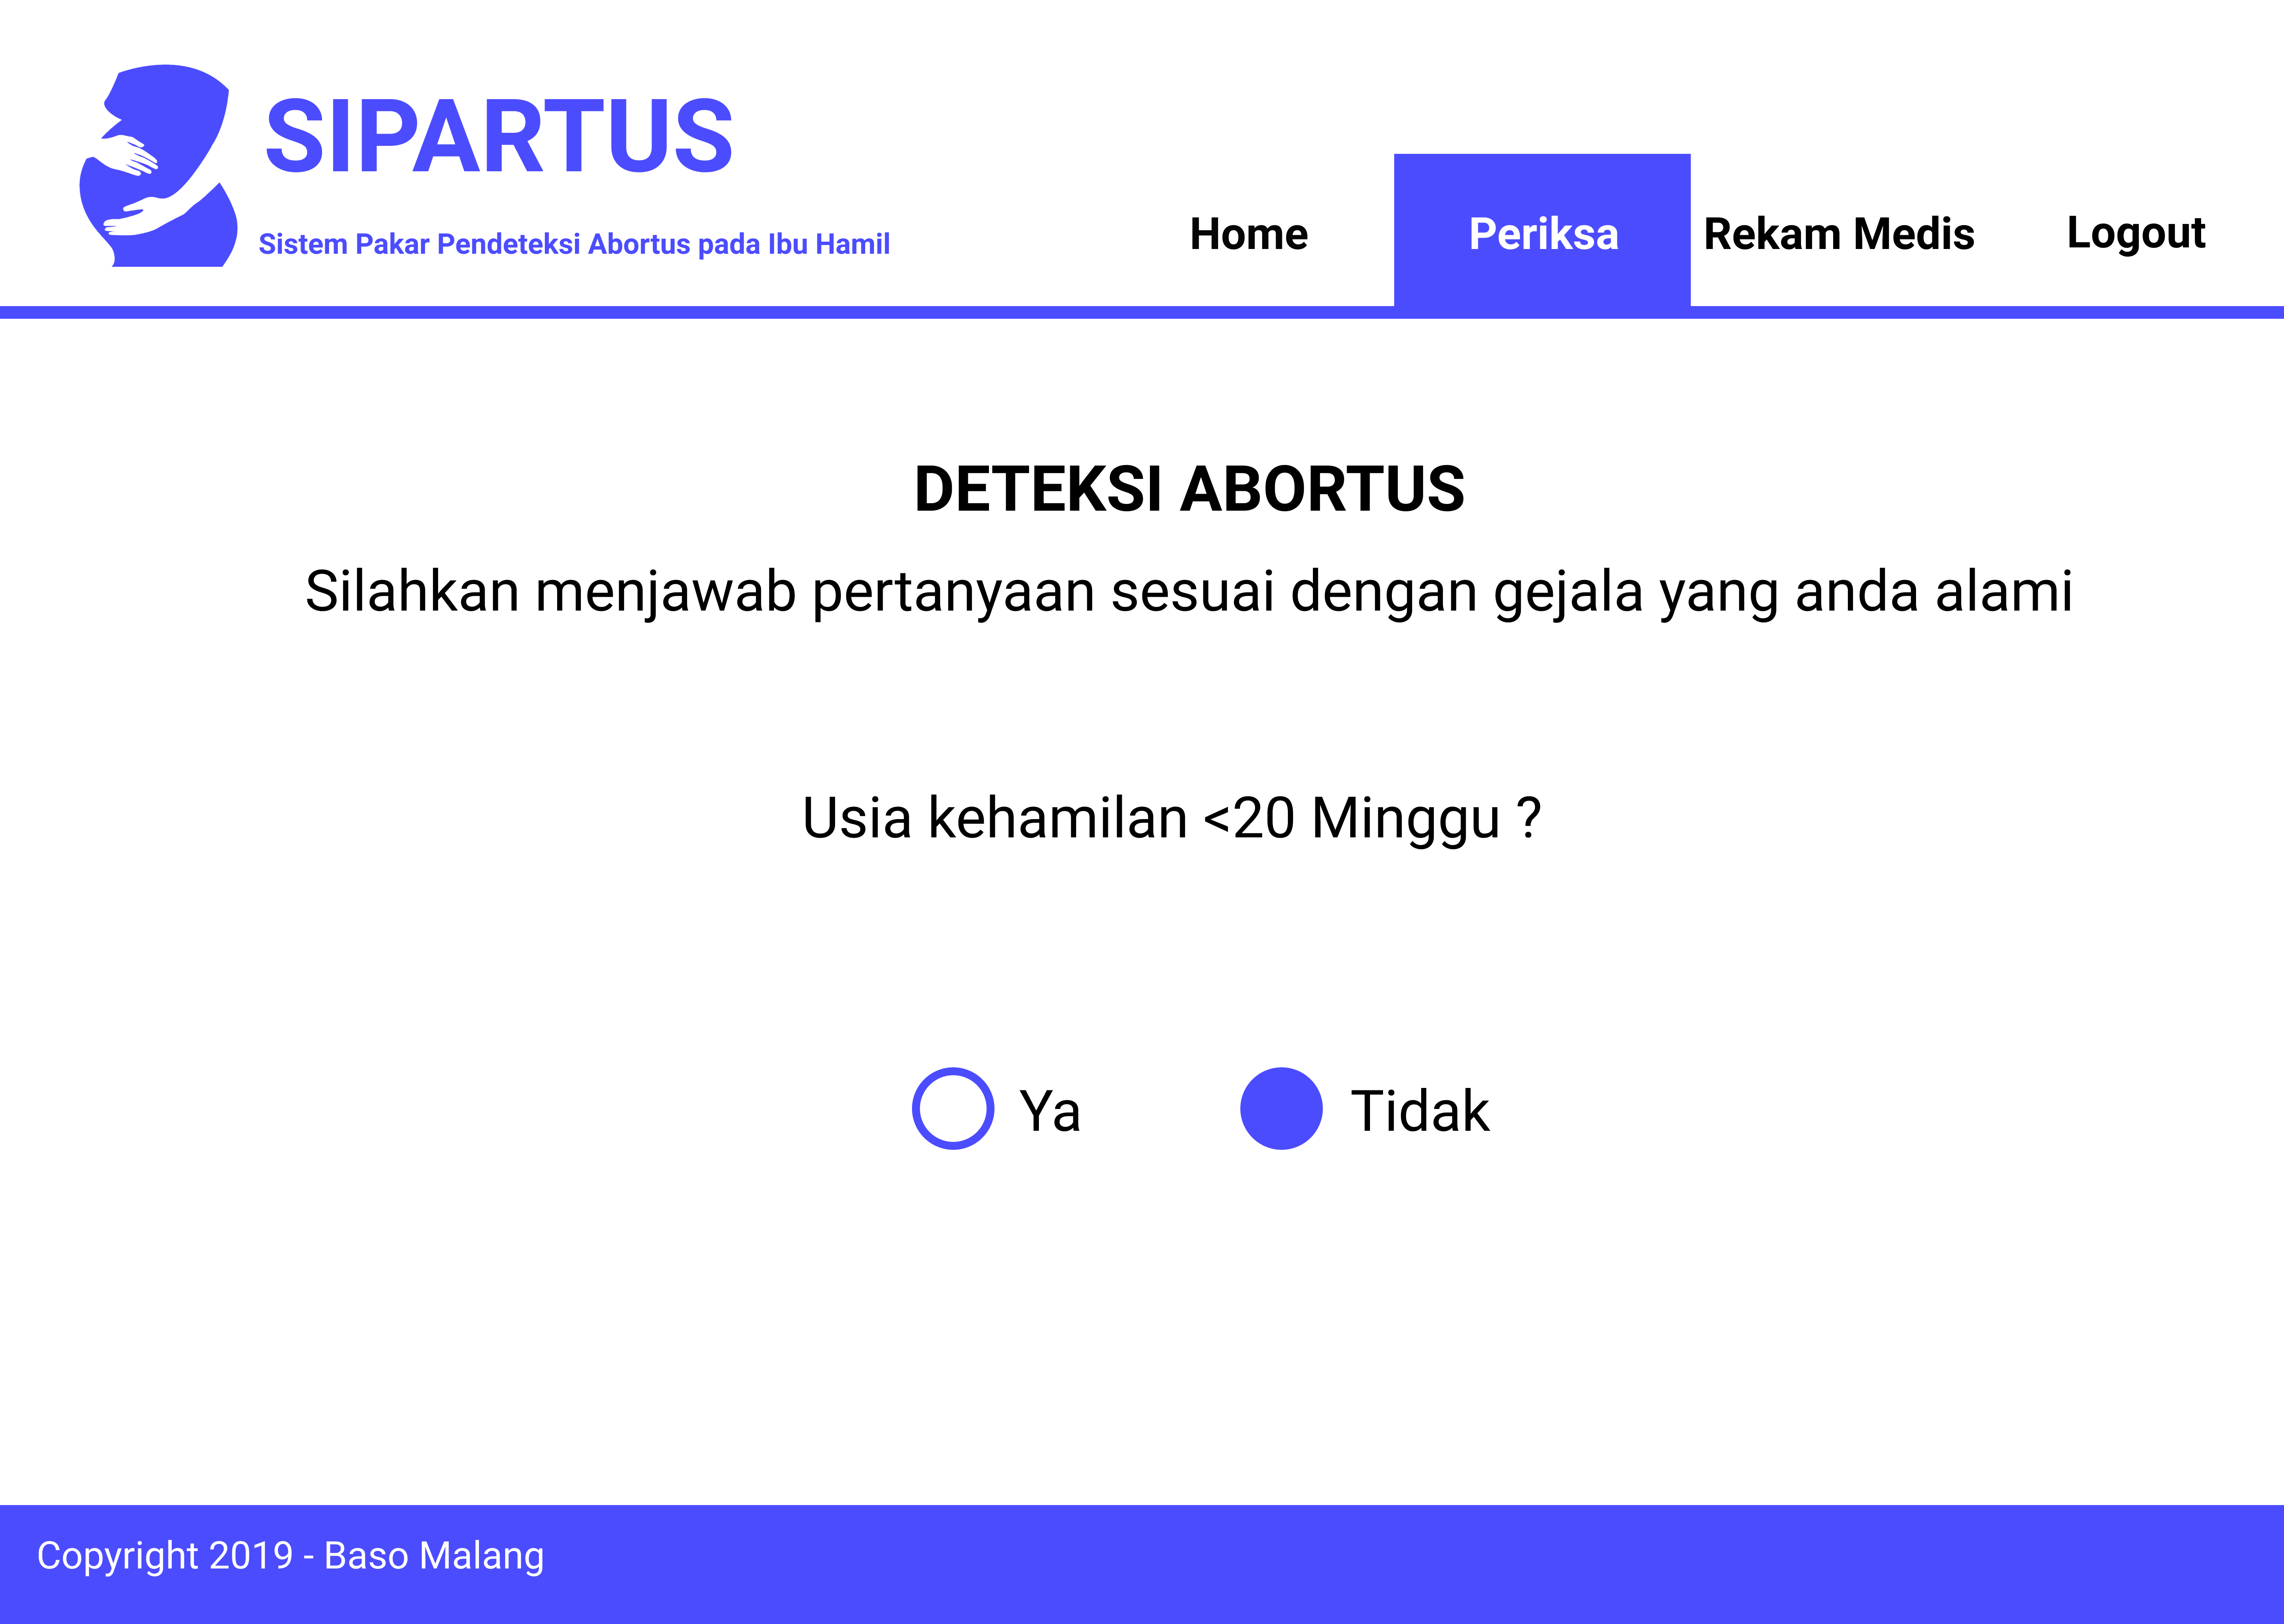 SIPARTUS
Sistem Pakar Pendeteksi Abortus pada Ibu Hamil
Home
Periksa
Rekam Medis
Logout
DETEKSI ABORTUS
Silahkan menjawab pertanyaan sesuai dengan gejala yang anda alami
Usia kehamilan <20 Minggu ?
Ya
Tidak
Copyright 2019 - Baso Malang